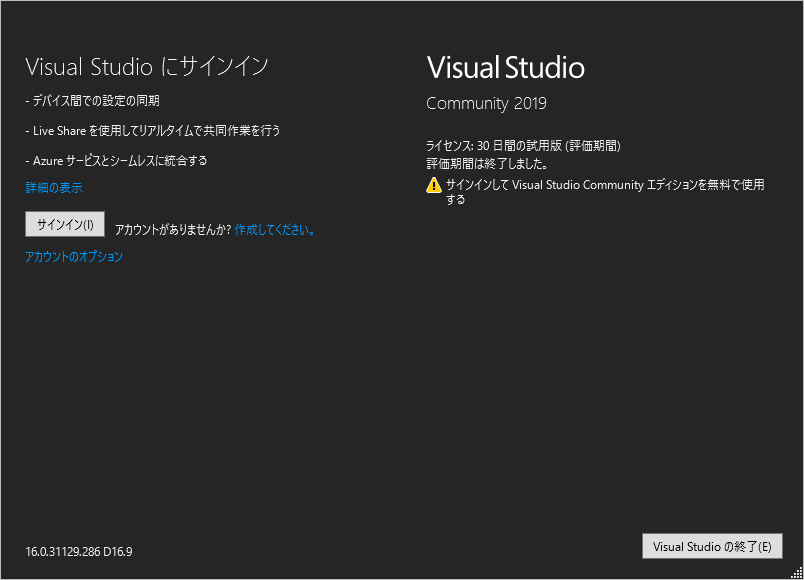 Visual Studio にサインイン
- デバイス間での設定の同期
- Live Share を使用してリアルタイムで共同作業を行う
- Azure サービスとシームレスに統合する
詳細の表示
サインイン(I)
アカウントがありませんか? 作成してください。
アカウントのオプション
Visual Studio
Community 2019
ライセンス: 30 日間の試用版 (評価期間)
評価期間は終了しました。
サインインして Visual Studio Community エディションを無料で使用
する
16.0.31129.286 D16.9
Visual Studio の終了(E)